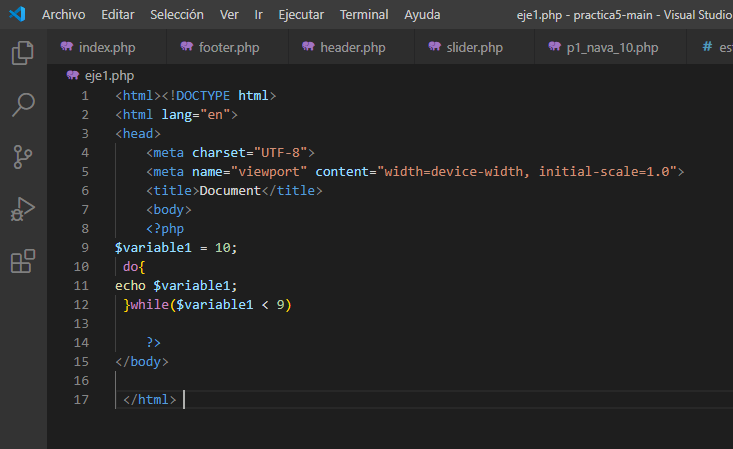 Archivo Editar Selección Ver Ir Ejecutar Terminal Ayuda eje1.php - practica5-main - Visual Studio
index.php footer.php header.php slider.php p1_nava_10.php # es
eje1.php
1 <html><!DOCTYPE html>
2 <html lang="en">
3 <head>
4 <meta charset="UTF-8">
5 <meta name="viewport" content="width=device-width, initial-scale=1.0">
6 <title>Document</title>
7 <body>
8 <?php
9 $variable1 = 10;
10 do{
11 echo $variable1;
12 }while($variable1 < 9)
13
14 ?>
15 </body>
16
17 </html>